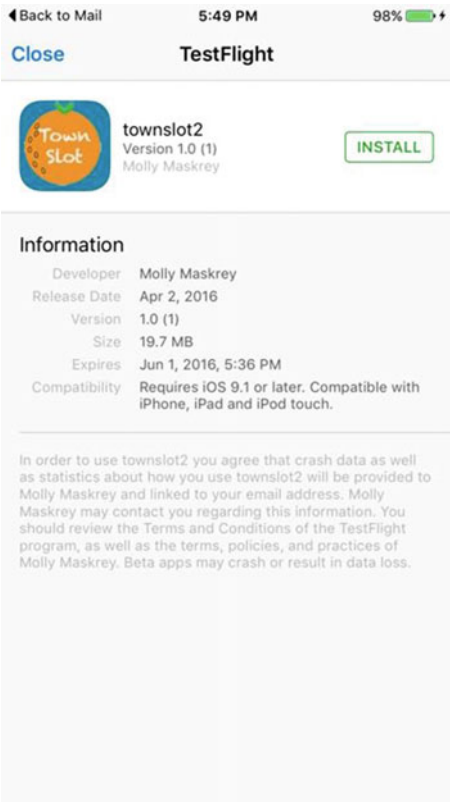 Back to Mail 5:49 PM 98%
Close TestFlight
Town
Slot
townslot2
Version 1.0 (1)
Molly Maskrey
INSTALL
Information
Developer Molly Maskrey
Release Date Apr 2, 2016
Version 1.0 (1)
Size 19.7 MB
Expires Jun 1, 2016, 5:36 PM
Compatibility Requires iOS 9.1 or later. Compatible with
iPhone, iPad and iPod touch.
In order to use townslot2 you agree that crash data as well
as statistics about how you use townslot2 will be provided to
Molly Maskrey and linked to your email address. Molly
Maskrey may contact you regarding this information. You
should review the Terms and Conditions of the TestFlight
program, as well as the terms, policies, and practices of
Molly Maskrey. Beta apps may crash or result in data loss.